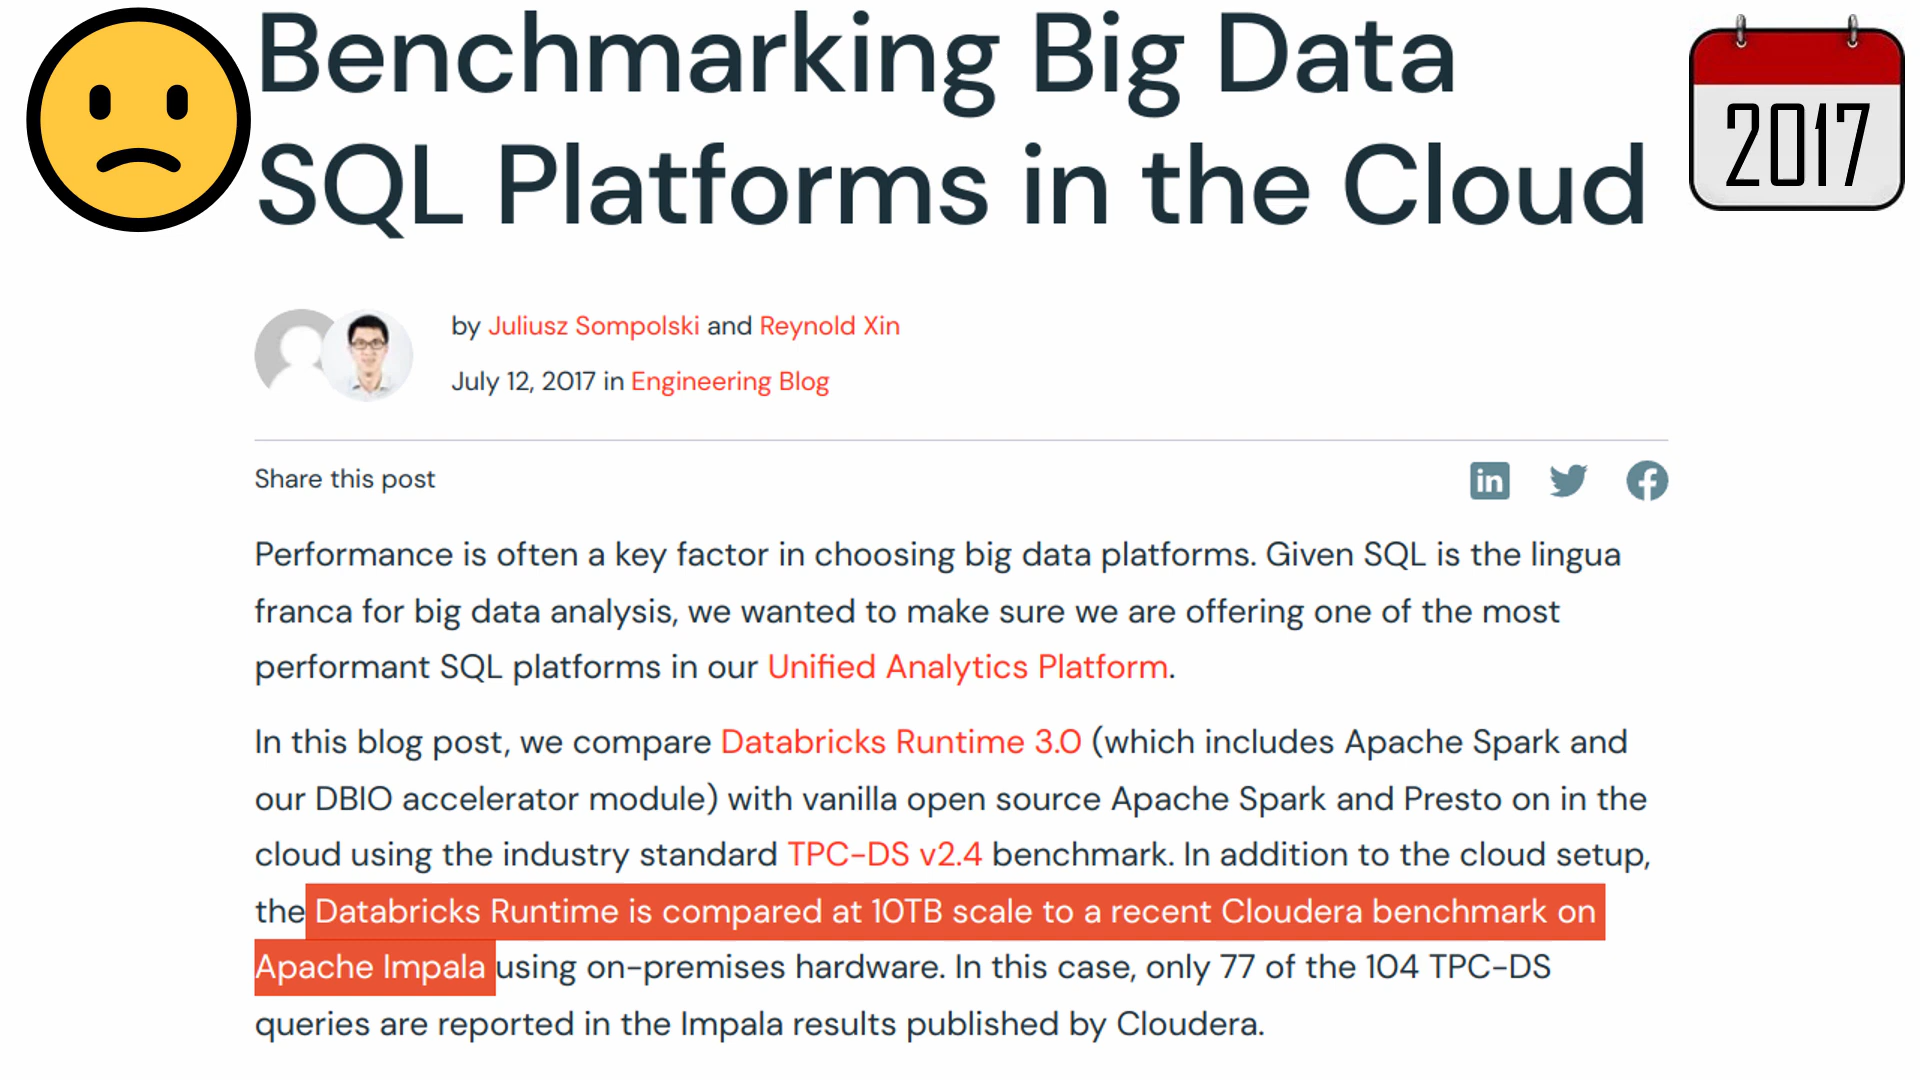 Benchmarking Big Data
SQL Platforms in the Cloud
2017
by Juliusz Sompolski and Reynold Xin
July 12, 2017 in Engineering Blog
Share this post
in
Performance is often a key factor in choosing big data platforms. Given SQL is the lingua
franca for big data analysis, we wanted to make sure we are offering one of the most
performant SQL platforms in our Unified Analytics Platform.
In this blog post, we compare Databricks Runtime 3.0 (which includes Apache Spark and
our DBIO accelerator module) with vanilla open source Apache Spark and Presto on in the
cloud using the industry standard TPC-DS v2.4 benchmark. In addition to the cloud setup,
the Databricks Runtime is compared at 10TB scale to a recent Cloudera benchmark on
Apache Impala using on-premises hardware. In this case, only 77 of the 104 TPC-DS
queries are reported in the Impala results published by Cloudera.